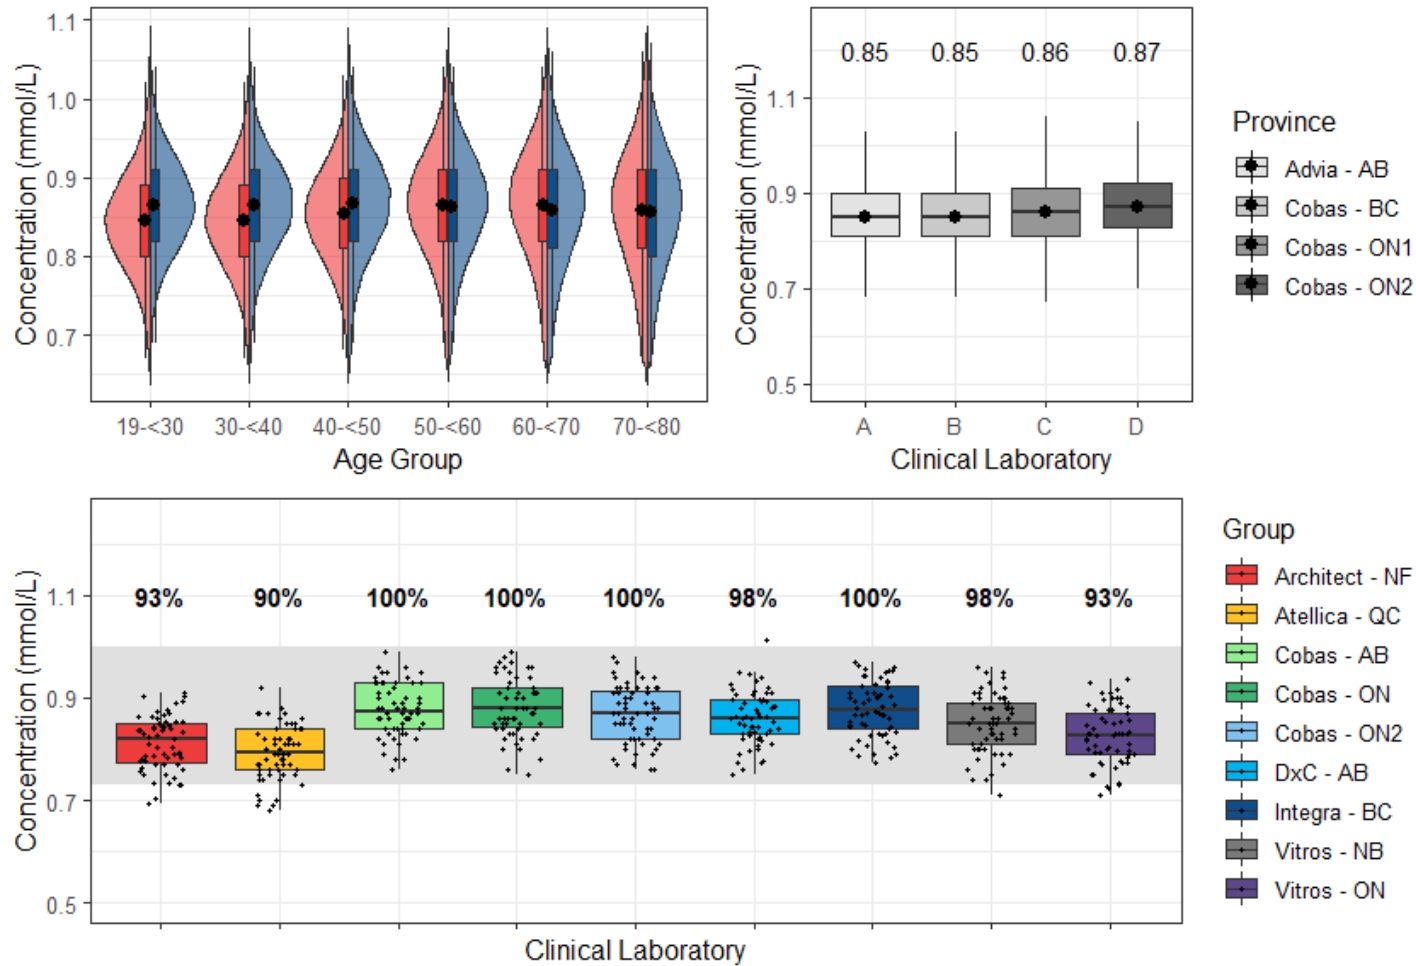 Concentration (mmol/L)
1.1
1.0
0.9
0.8
0.7
19-<30 30-<40 40-<50 50-<60 60-<70 70-<80
Age Group
Concentration (mmol/L)
0.85 0.85 0.86 0.87
1.1
0.9
0.7
0.5
A B C D
Clinical Laboratory
Province
Advia - AB
Cobas - BC
Cobas - ON1
Cobas - ON2
Concentration (mmol/L)
93% 90% 100% 100% 100% 98% 100% 98% 93%
1.1
0.9
0.7
0.5
Clinical Laboratory
Group
Architect - NF
Atellica - QC
Cobas - AB
Cobas - ON
Cobas - ON2
DxC - AB
Integra - BC
Vitros - NB
Vitros - ON